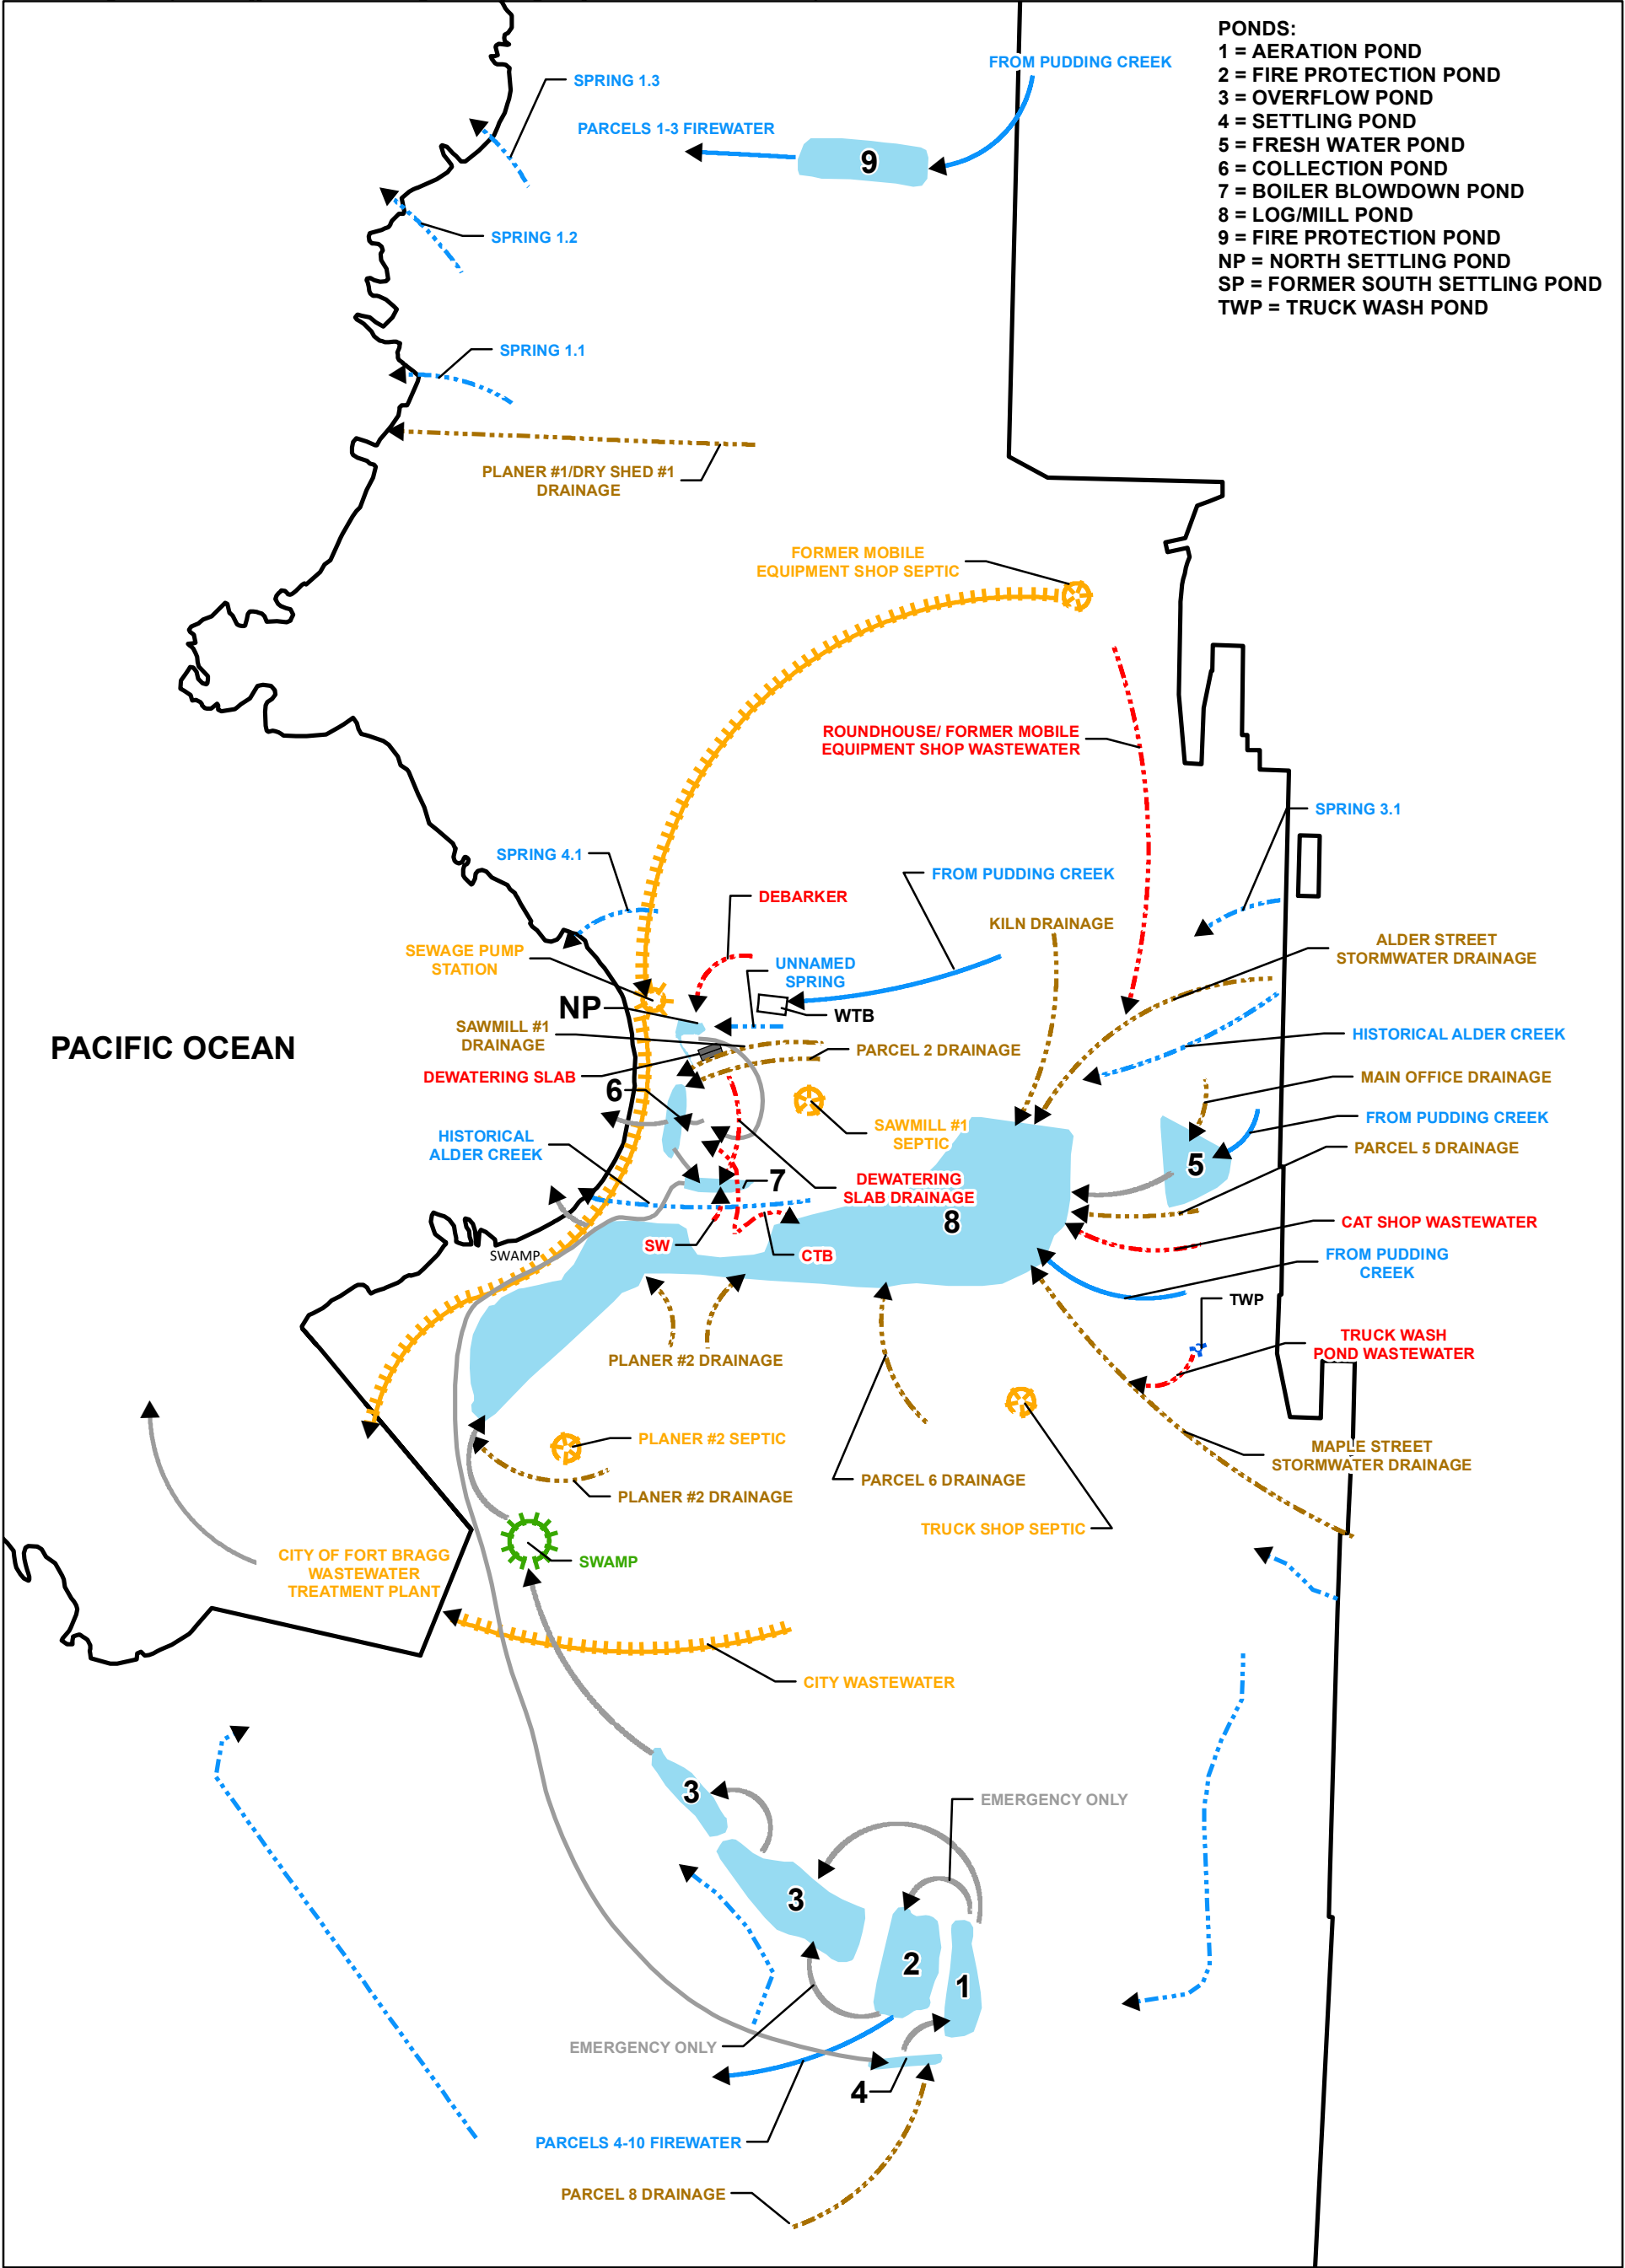 PONDS:
1 = AERATION POND
2 = FIRE PROTECTION POND
3 = OVERFLOW POND
4 = SETTLING POND
5 = FRESH WATER POND
6 = COLLECTION POND
7 = BOILER BLOWDOWN POND
8 = LOG/MILL POND
9 = FIRE PROTECTION POND
NP = NORTH SETTLING POND
SP = FORMER SOUTH SETTLING POND
TWP = TRUCK WASH POND
FROM PUDDING CREEK
SPRING 1.3
PARCELS 1-3 FIREWATER
9
SPRING 1.2
SPRING 1.1
PLANER #1/DRY SHED #1
DRAINAGE
FORMER MOBILE
EQUIPMENT SHOP SEPTIC
ROUNDHOUSE/ FORMER MOBILE
EQUIPMENT SHOP WASTEWATER
SPRING 3.1
SPRING 4.1
FROM PUDDING CREEK
DEBARKER
KILN DRAINAGE
ALDER STREET
STORMWATER DRAINAGE
SEWAGE PUMP
STATION
UNNAMED
SPRING
NP
WTB
SAWMILL #1
DRAINAGE
HISTORICAL ALDER CREEK
PACIFIC OCEAN
PARCEL 2 DRAINAGE
DEWATERING SLAB
MAIN OFFICE DRAINAGE
6
FROM PUDDING CREEK
SAWMILL #1
SEPTIC
HISTORICAL
ALDER CREEK
PARCEL 5 DRAINAGE
5
7
DEWATERING
SLAB DRAINAGE
8
CAT SHOP WASTEWATER
SW
CTB
SWAMP
FROM PUDDING
CREEK
TWP
TRUCK WASH
POND WASTEWATER
PLANER #2 DRAINAGE
PLANER #2 SEPTIC
MAPLE STREET
STORMWATER DRAINAGE
PARCEL 6 DRAINAGE
PLANER #2 DRAINAGE
TRUCK SHOP SEPTIC
CITY OF FORT BRAGG
WASTEWATER
TREATMENT PLANT
SWAMP
CITY WASTEWATER
3
EMERGENCY ONLY
3
2
1
EMERGENCY ONLY
4
PARCELS 4-10 FIREWATER
PARCEL 8 DRAINAGE